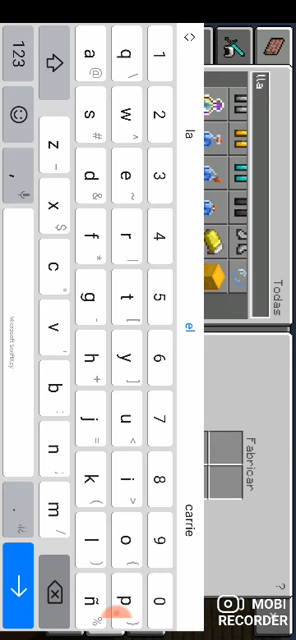 Todas
lla
Fabricar
?
la el carrie
1 2 3 4 5 6 7 8 9 0
q w e r t y u i o p
\ ^ ~ | [ ] < > { }
a s d f g h j k l ñ
@ # & * - + = ( ) %
z x c v b n m
_ $ " ' : ; /
123 , Microsoft SwiftKey .
MOBI
RECORDER